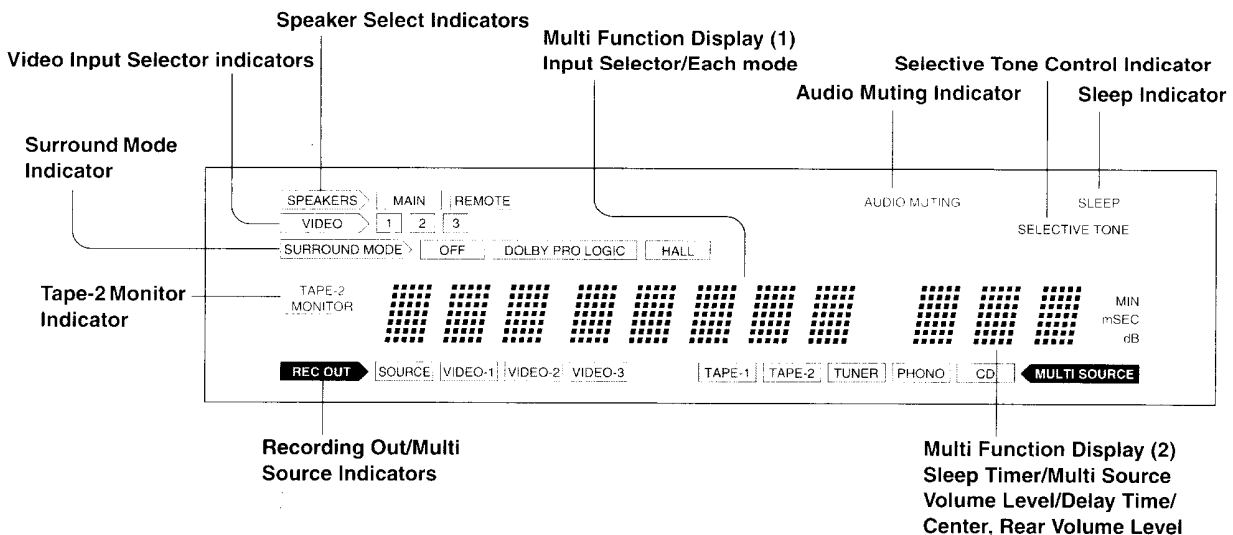 Speaker Select Indicators
Video Input Selector indicators
Multi Function Display (1)
Input Selector/Each mode
Selective Tone Control Indicator
Audio Muting Indicator
Sleep Indicator
Surround Mode
Indicator
SPEAKERS MAIN REMOTE
AUDIO MUTING
SLEEP
VIDEO 1 2 3
SELECTIVE TONE
SURROUND MODE OFF DOLBY PRO LOGIC HALL
Tape-2 Monitor
Indicator
TAPE-2
MONITOR
MIN
mSEC
dB
REC OUT SOURCE VIDEO-1 VIDEO-2 VIDEO-3 TAPE-1 TAPE-2 TUNER PHONO CD MULTI SOURCE
Recording Out/Multi
Source Indicators
Multi Function Display (2)
Sleep Timer/Multi Source
Volume Level/Delay Time/
Center, Rear Volume Level